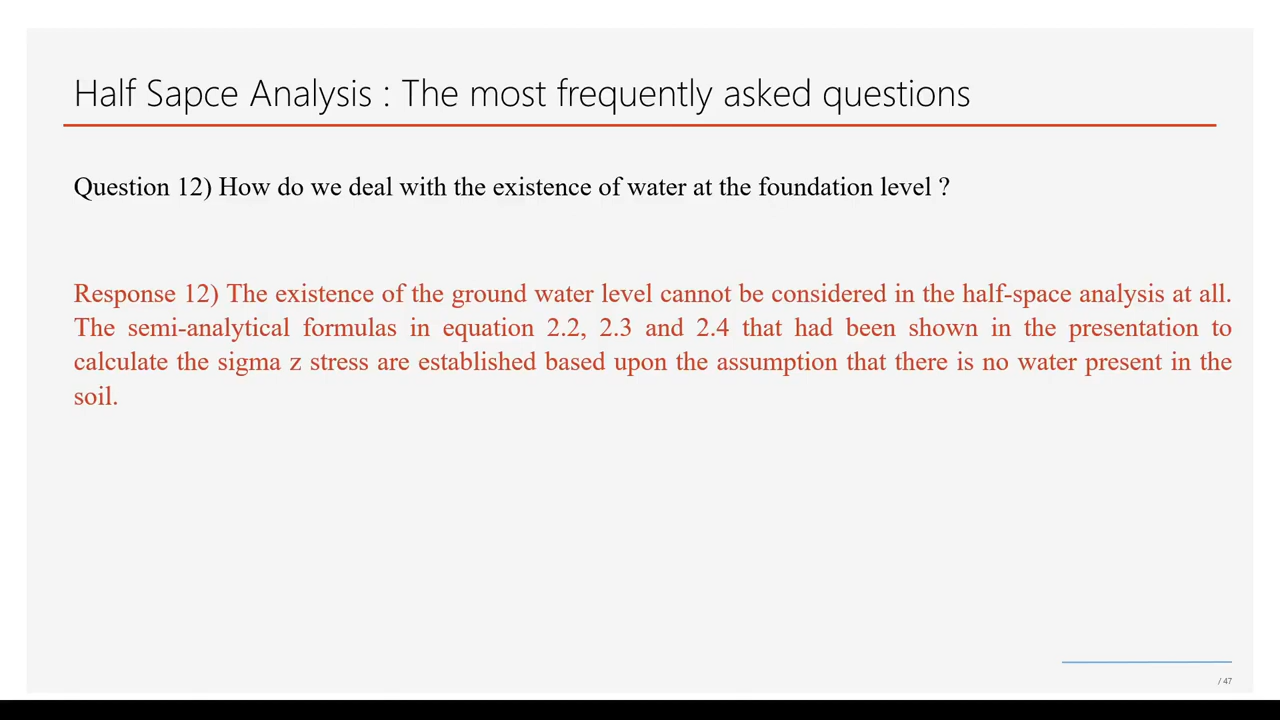 Half Sapce Analysis : The most frequently asked questions
Question 12) How do we deal with the existence of water at the foundation level ?
Response 12) The existence of the ground water level cannot be considered in the half-space analysis at all.
The semi-analytical formulas in equation 2.2, 2.3 and 2.4 that had been shown in the presentation to
calculate the sigma z stress are established based upon the assumption that there is no water present in the
soil.
/ 47